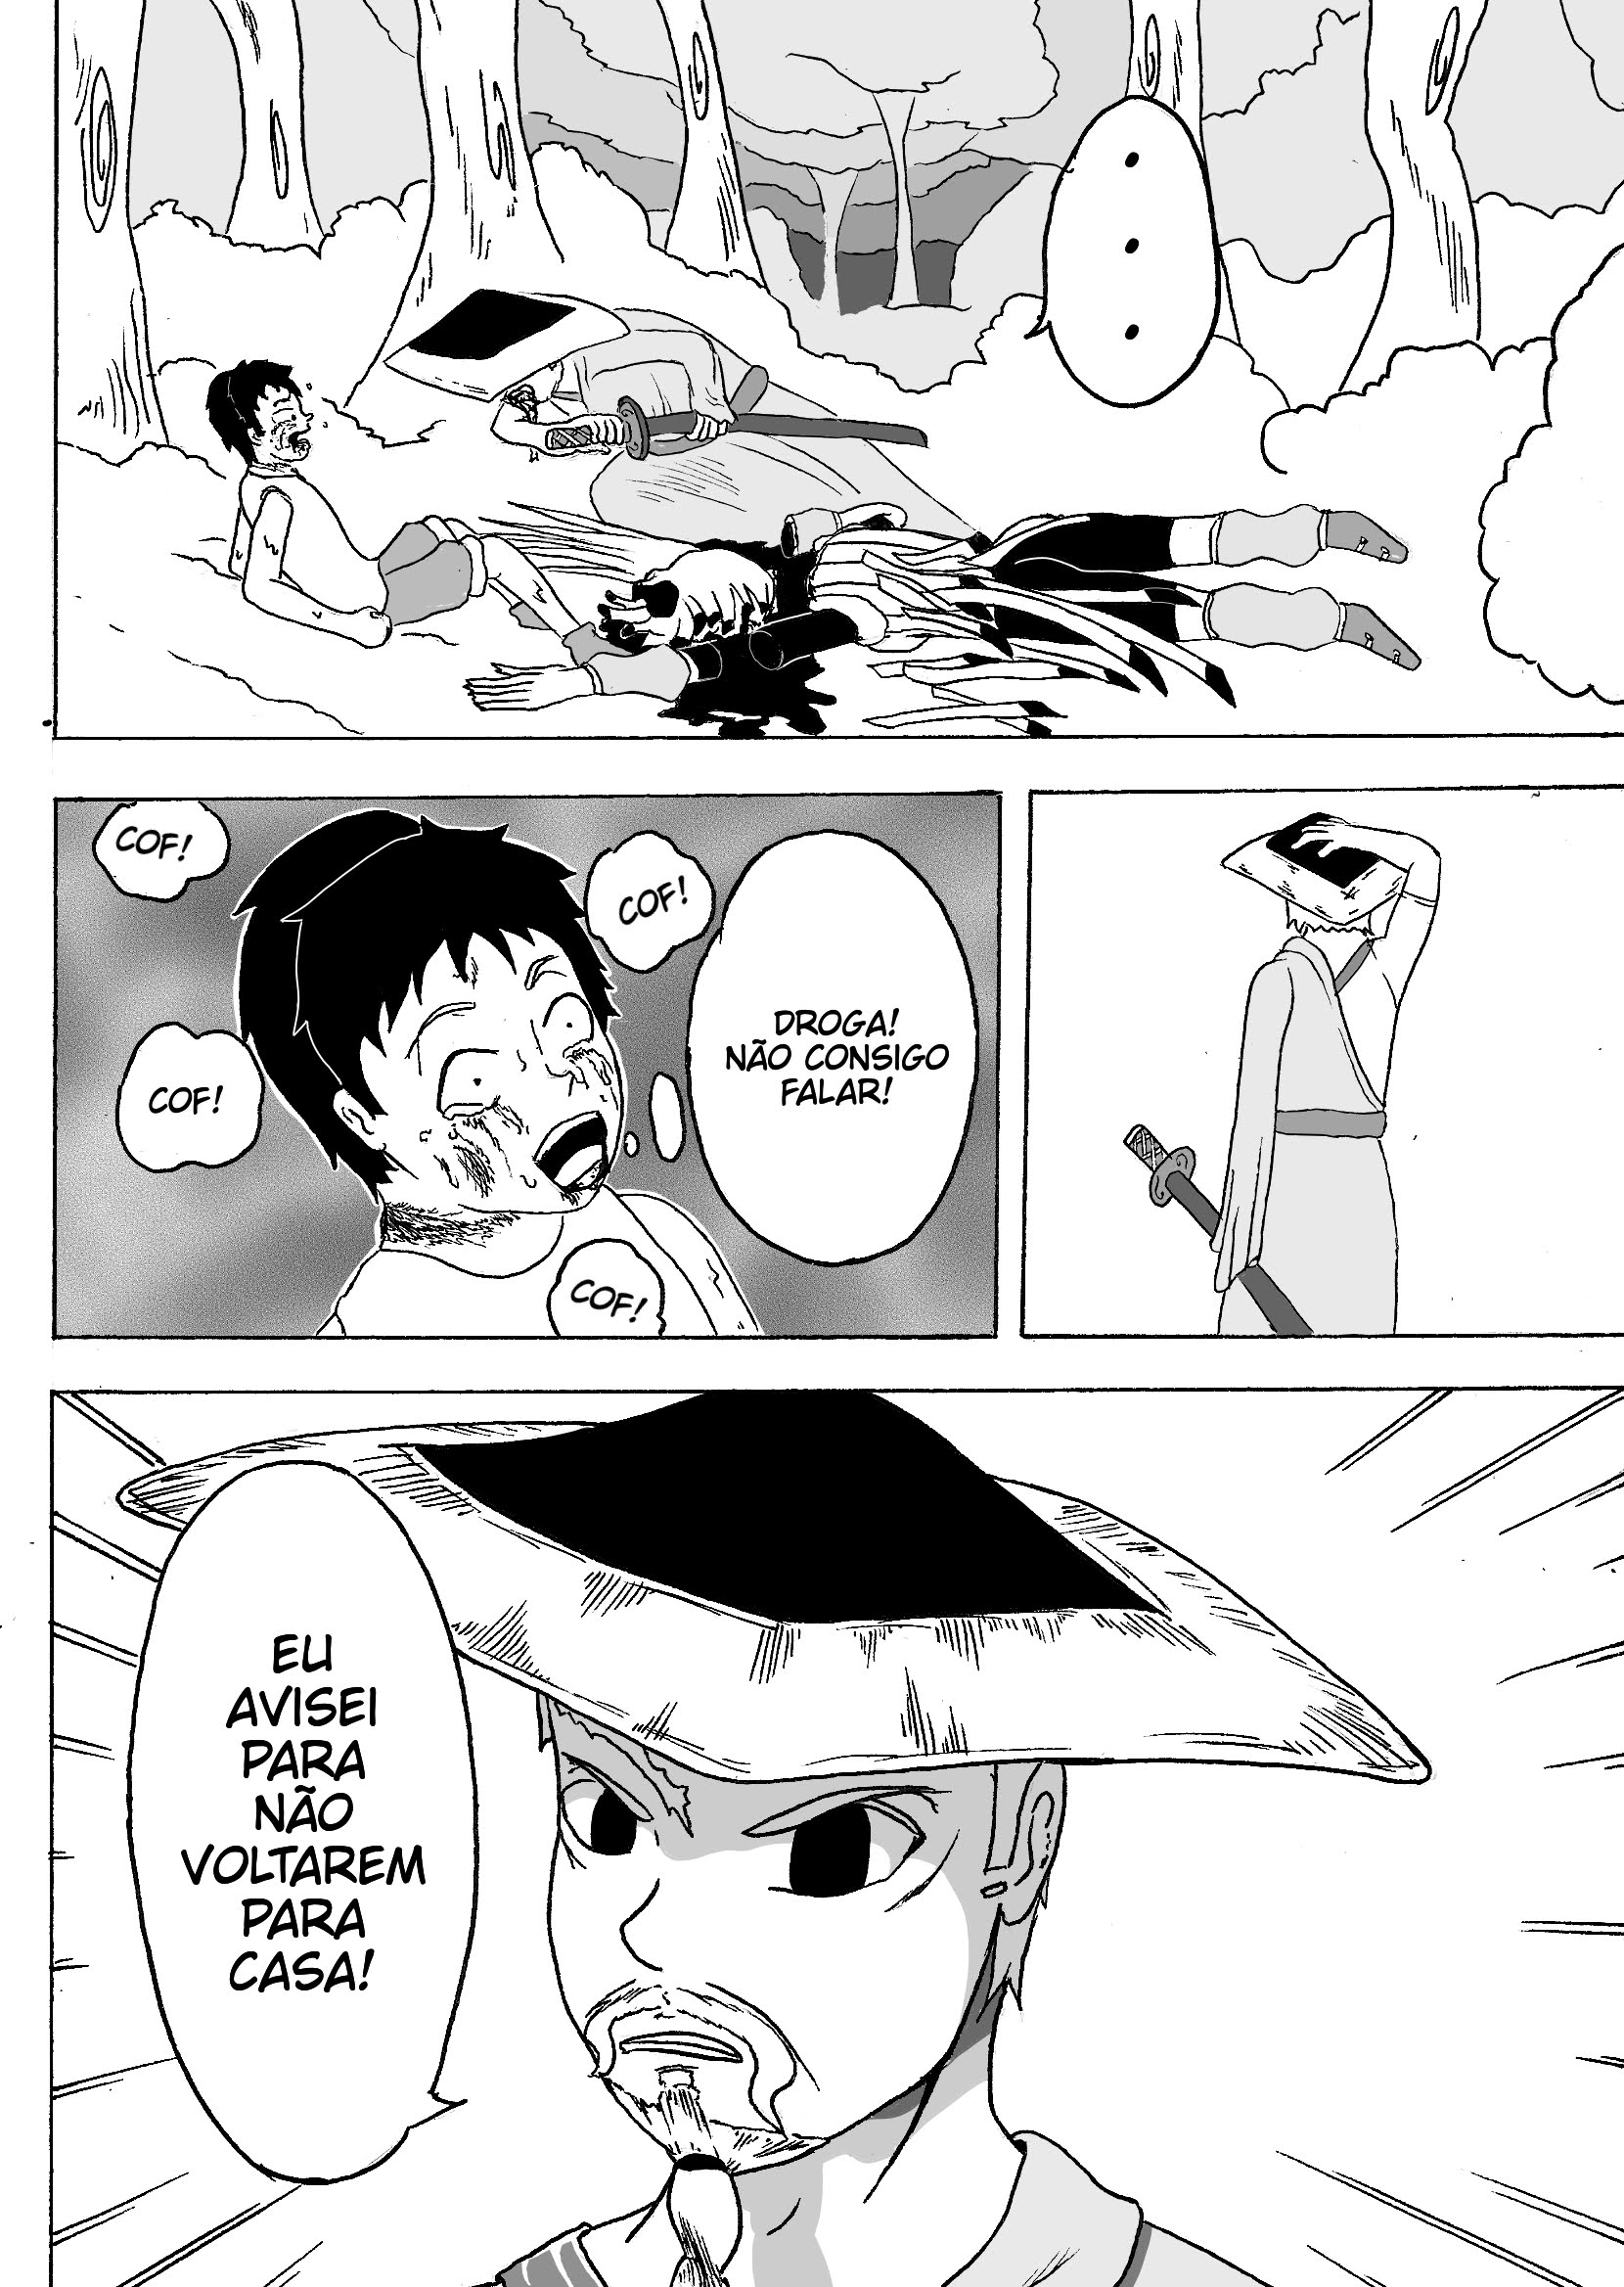 ...
COF!
COF!
COF!
COF!
DROGA!
NÃO CONSIGO
FALAR!
EU
AVISEI
PARA
NÃO
VOLTAREM
PARA
CASA!